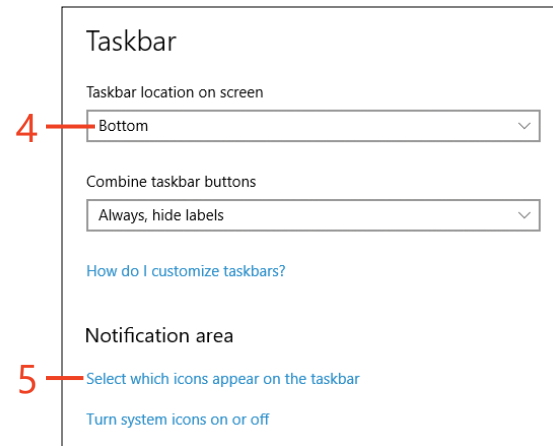 Taskbar
Taskbar location on screen
4 Bottom
Combine taskbar buttons
Always, hide labels
How do I customize taskbars?
Notification area
5 Select which icons appear on the taskbar
Turn system icons on or off